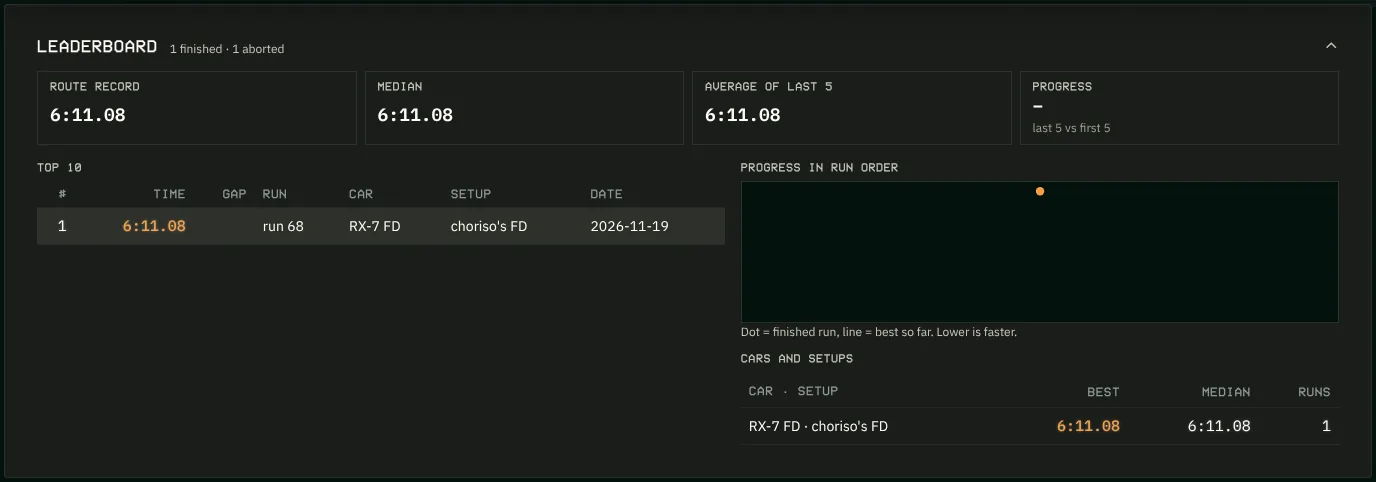 LEADERBOARD 1 finished · 1 aborted
ROUTE RECORD
6:11.08
MEDIAN
6:11.08
AVERAGE OF LAST 5
6:11.08
PROGRESS
–
last 5 vs first 5
TOP 10
# TIME GAP RUN CAR SETUP DATE
1 6:11.08 run 68 RX-7 FD choriso's FD 2026-11-19
PROGRESS IN RUN ORDER
Dot = finished run, line = best so far. Lower is faster.
CARS AND SETUPS
CAR · SETUP BEST MEDIAN RUNS
RX-7 FD · choriso's FD 6:11.08 6:11.08 1